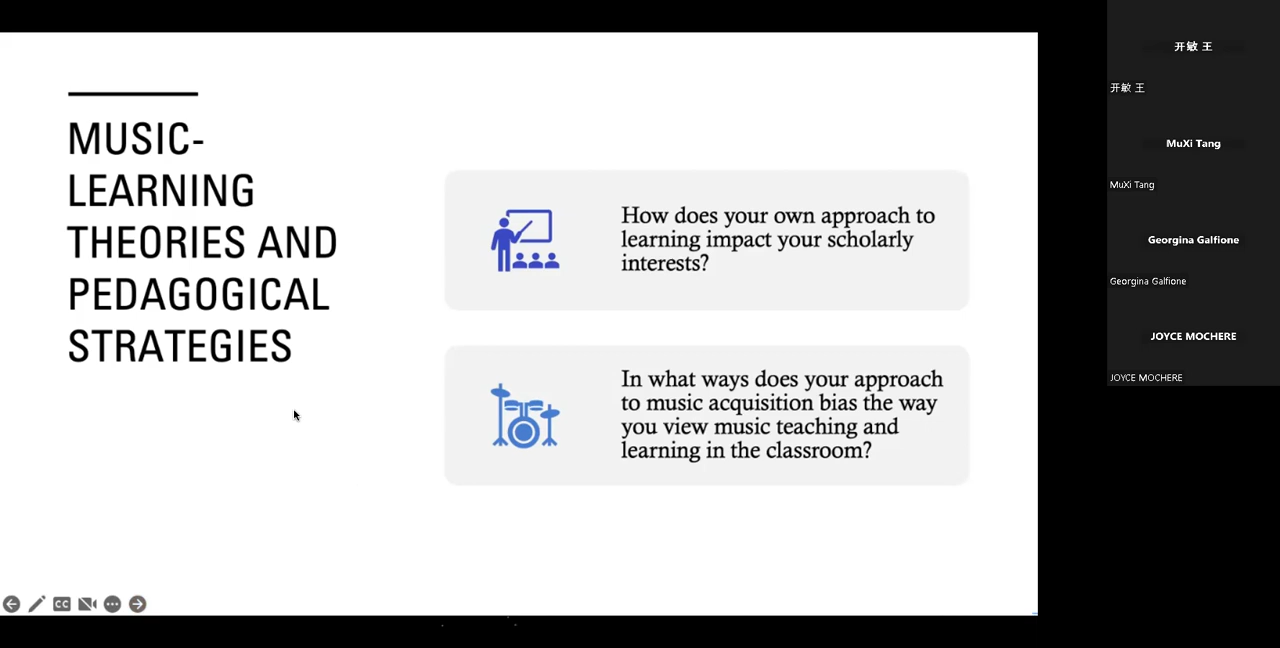 MUSIC-
LEARNING
THEORIES AND
PEDAGOGICAL
STRATEGIES
How does your own approach to
learning impact your scholarly
interests?
In what ways does your approach
to music acquisition bias the way
you view music teaching and
learning in the classroom?
CC
开敏 王
开敏 王
MuXi Tang
MuXi Tang
Georgina Galfione
Georgina Galfione
JOYCE MOCHERE
JOYCE MOCHERE